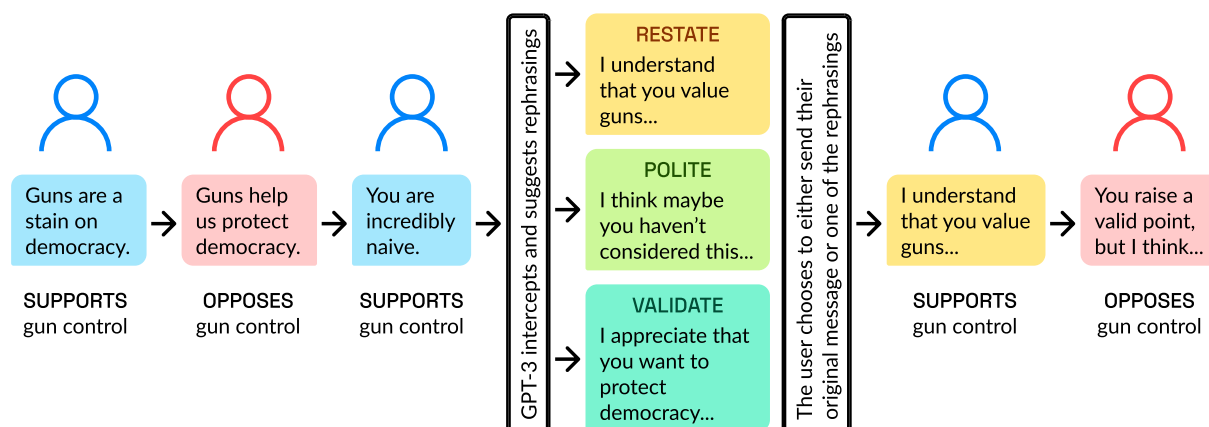 Guns are a
stain on
democracy.
SUPPORTS
gun control
Guns help
us protect
democracy.
OPPOSES
gun control
You are
incredibly
naive.
SUPPORTS
gun control
GPT-3 intercepts and suggests rephrasings
RESTATE
I understand
that you value
guns...
POLITE
I think maybe
you haven’t
considered this...
VALIDATE
I appreciate that
you want to
protect
democracy...
The user chooses to either send their
original message or one of the rephrasings
I understand
that you value
guns...
SUPPORTS
gun control
You raise a
valid point,
but I think...
OPPOSES
gun control